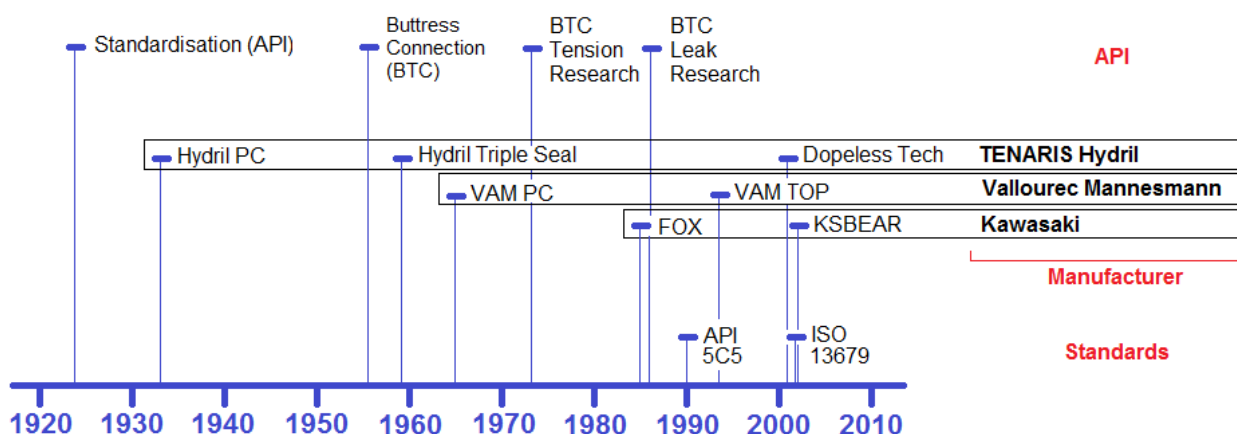 Standardisation (API)
Buttress
Connection
(BTC)
BTC
Tension
Research
BTC
Leak
Research
API
Hydril PC
Hydril Triple Seal
Dopeless Tech
TENARIS Hydril
VAM PC
VAM TOP
Vallourec Mannesmann
FOX
KSBEAR
Kawasaki
Manufacturer
API
5C5
ISO
13679
Standards
1920 1930 1940 1950 1960 1970 1980 1990 2000 2010